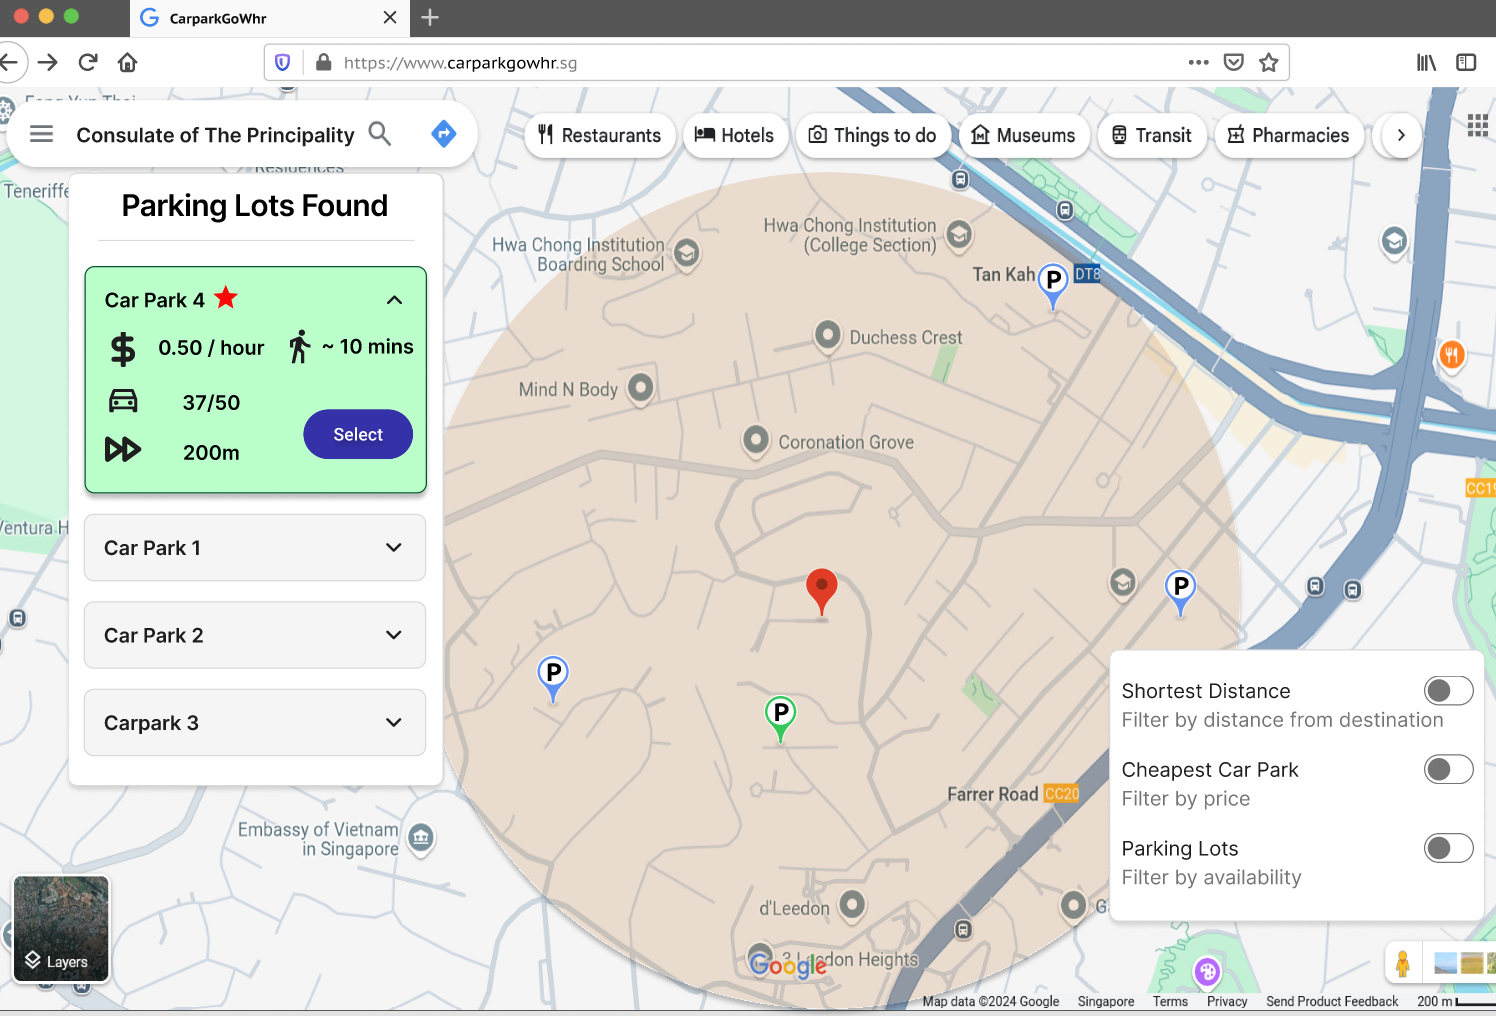 CarparkGoWhr
https://www.carparkgowhr.sg
Consulate of The Principality
Restaurants
Hotels
Things to do
Museums
Transit
Pharmacies
Residences
Teneriffe
Parking Lots Found
Car Park 4
0.50 / hour
~ 10 mins
37/50
200m
Select
Car Park 1
Car Park 2
Carpark 3
Ventura H
Hwa Chong Institution
Boarding School
Hwa Chong Institution
(College Section)
Tan Kah
P
DT8
Duchess Crest
Mind N Body
Coronation Grove
CC19
P
P
P
Farrer Road
CC20
Shortest Distance
Filter by distance from destination
Cheapest Car Park
Filter by price
Parking Lots
Filter by availability
Embassy of Vietnam
in Singapore
d'Leedon
G
Leedon Heights
Layers
Google
Map data ©2024 Google
Singapore
Terms
Privacy
Send Product Feedback
200 m